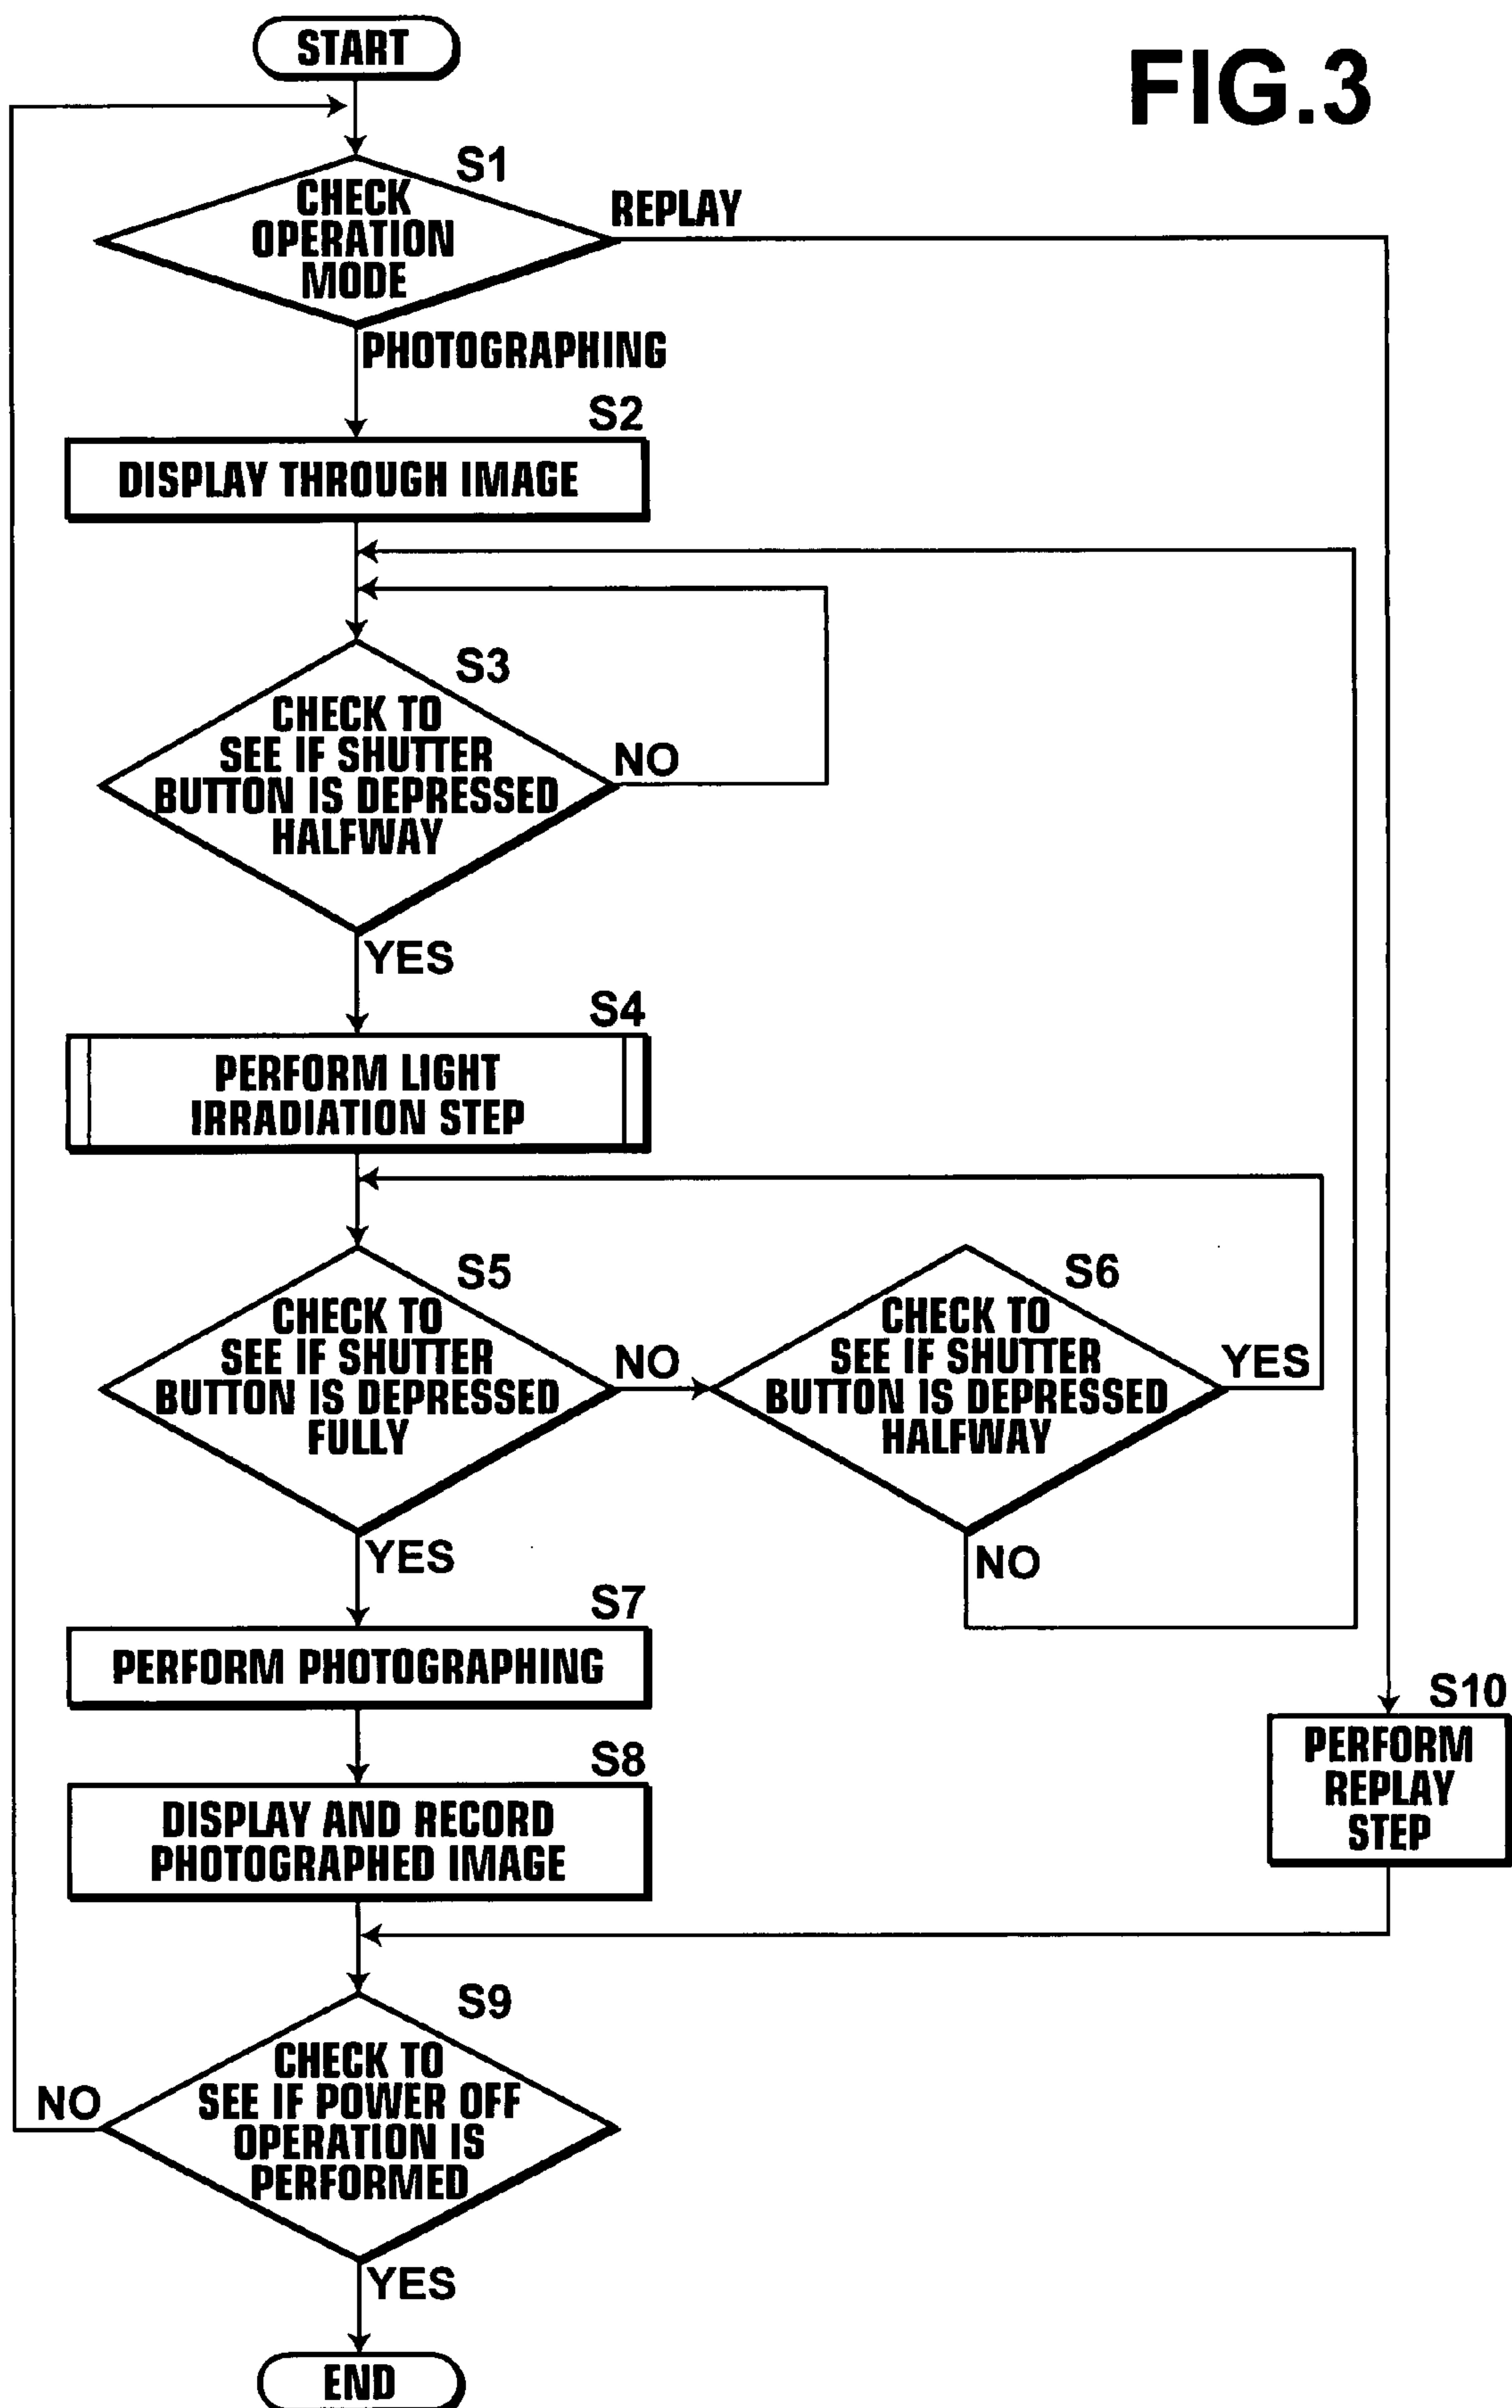 START
FIG.3
S1
CHECK
OPERATION
MODE
REPLAY
PHOTOGRAPHING
S2
DISPLAY THROUGH IMAGE
S3
CHECK TO
SEE IF SHUTTER
BUTTON IS DEPRESSED
HALFWAY
NO
YES
S4
PERFORM LIGHT
IRRADIATION STEP
S5
CHECK TO
SEE IF SHUTTER
BUTTON IS DEPRESSED
FULLY
NO
S6
CHECK TO
SEE IF SHUTTER
BUTTON IS DEPRESSED
HALFWAY
YES
NO
YES
S7
PERFORM PHOTOGRAPHING
S8
DISPLAY AND RECORD
PHOTOGRAPHED IMAGE
S10
PERFORM
REPLAY
STEP
S9
CHECK TO
SEE IF POWER OFF
OPERATION IS
PERFORMED
NO
YES
END